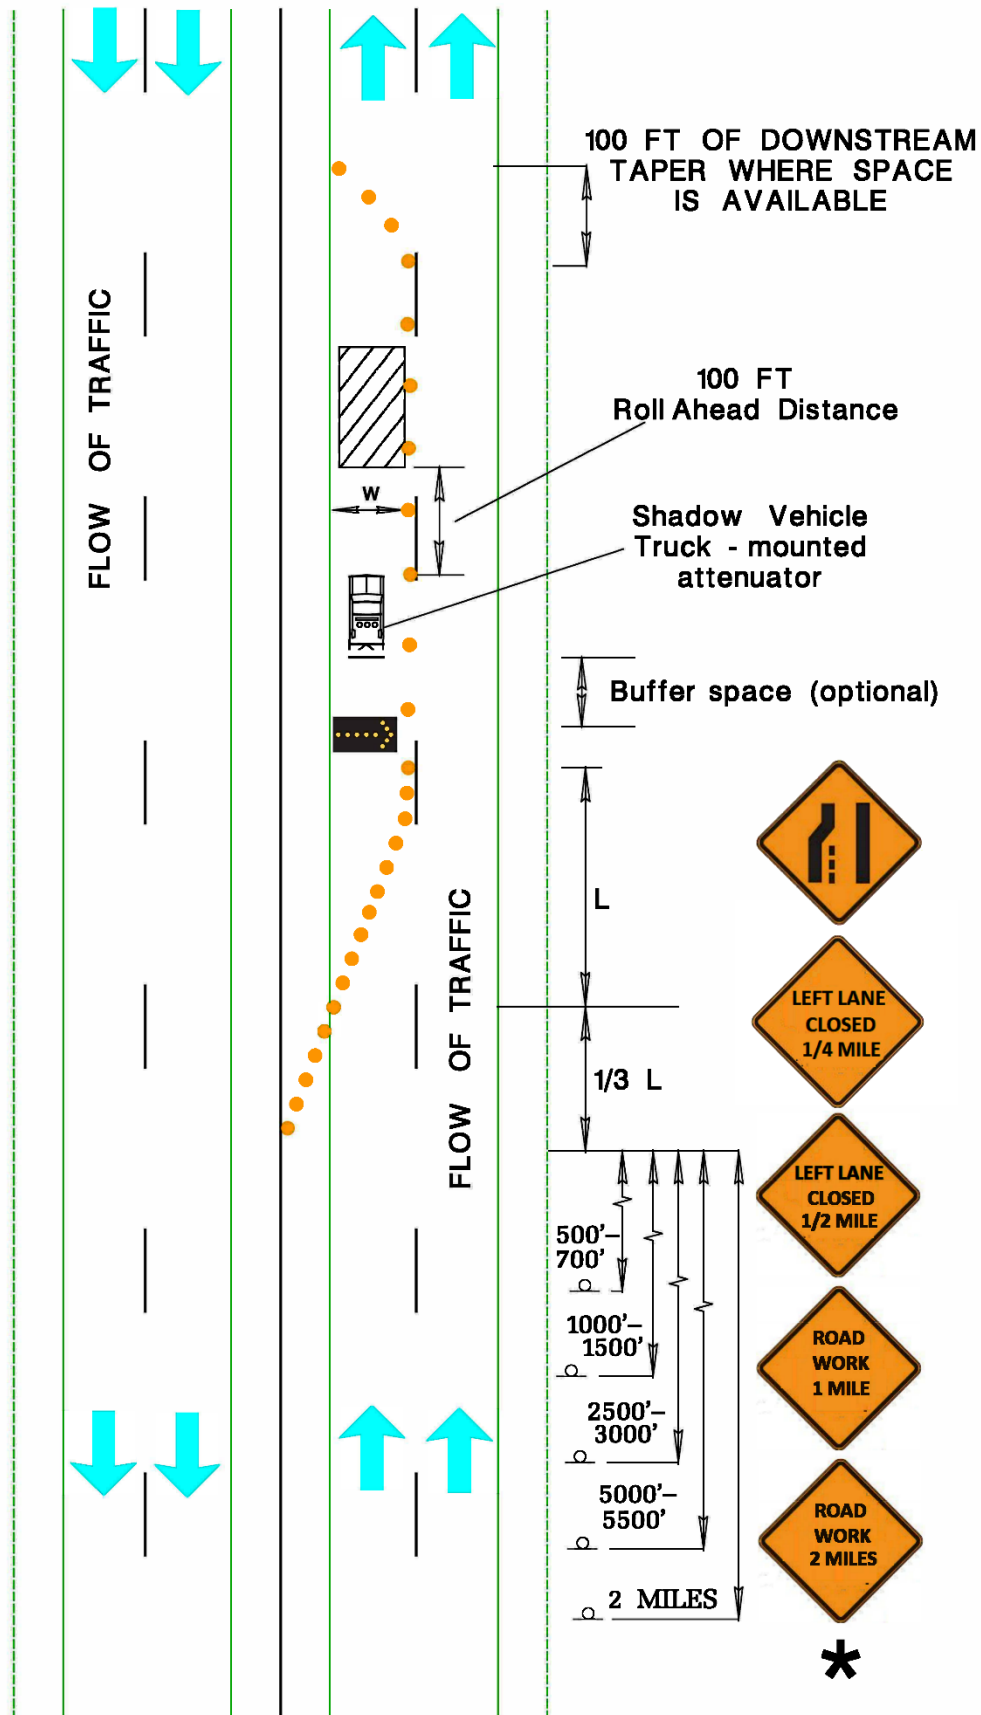 100 FT OF DOWNSTREAM
TAPER WHERE SPACE
IS AVAILABLE
FLOW OF TRAFFIC
100 FT
Roll Ahead Distance
W
Shadow Vehicle
Truck - mounted
attenuator
Buffer space (optional)
L
FLOW OF TRAFFIC
LEFT LANE
CLOSED
1/4 MILE
1/3 L
LEFT LANE
CLOSED
1/2 MILE
500'-
700'
1000'-
1500'
ROAD
WORK
1 MILE
2500'-
3000'
5000'-
5500'
ROAD
WORK
2 MILES
2 MILES
*